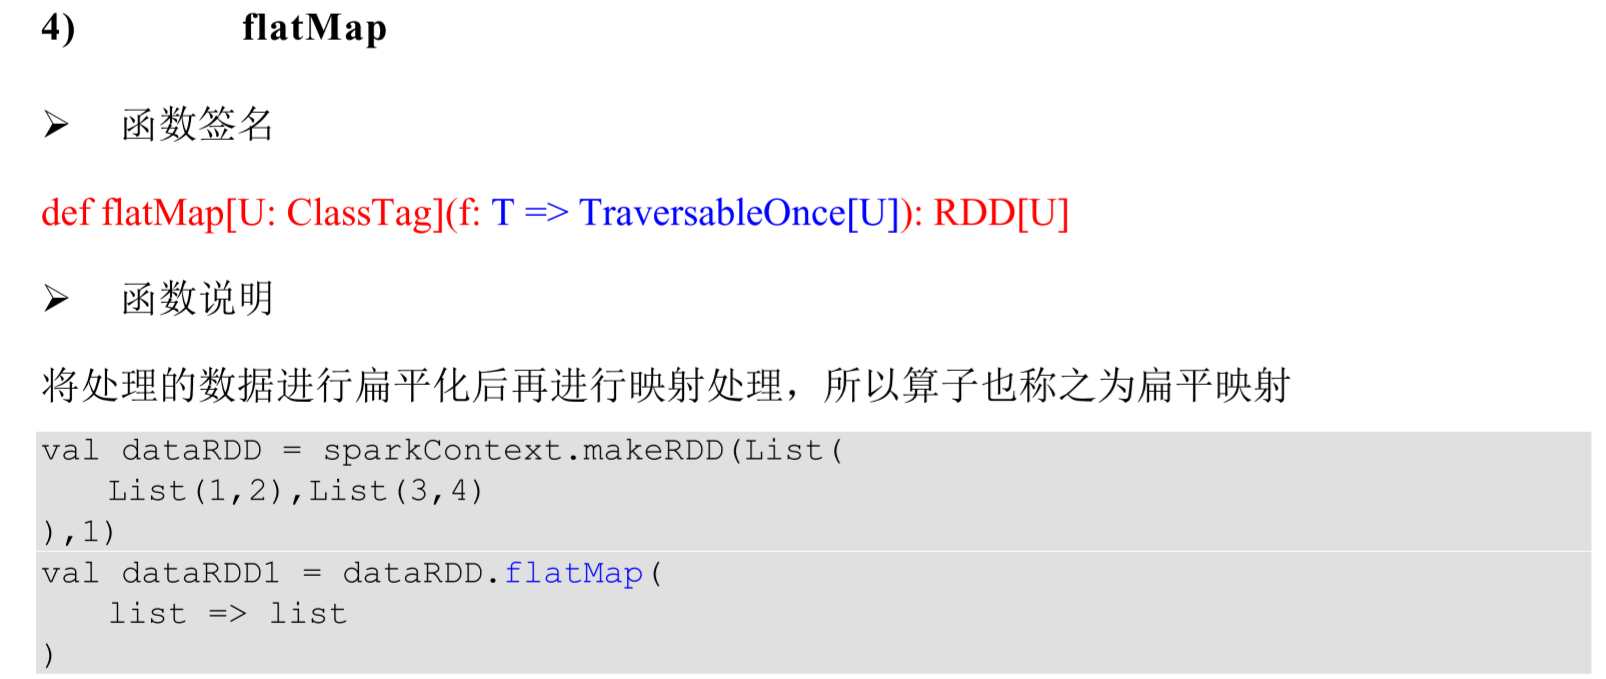 4) flatMap
➢ 函数签名
def flatMap[U: ClassTag](f: T => TraversableOnce[U]): RDD[U]
➢ 函数说明
将处理的数据进行扁平化后再进行映射处理，所以算子也称之为扁平映射
val dataRDD = sparkContext.makeRDD(List(
    List(1,2),List(3,4)
),1)
val dataRDD1 = dataRDD.flatMap(
    list => list
)